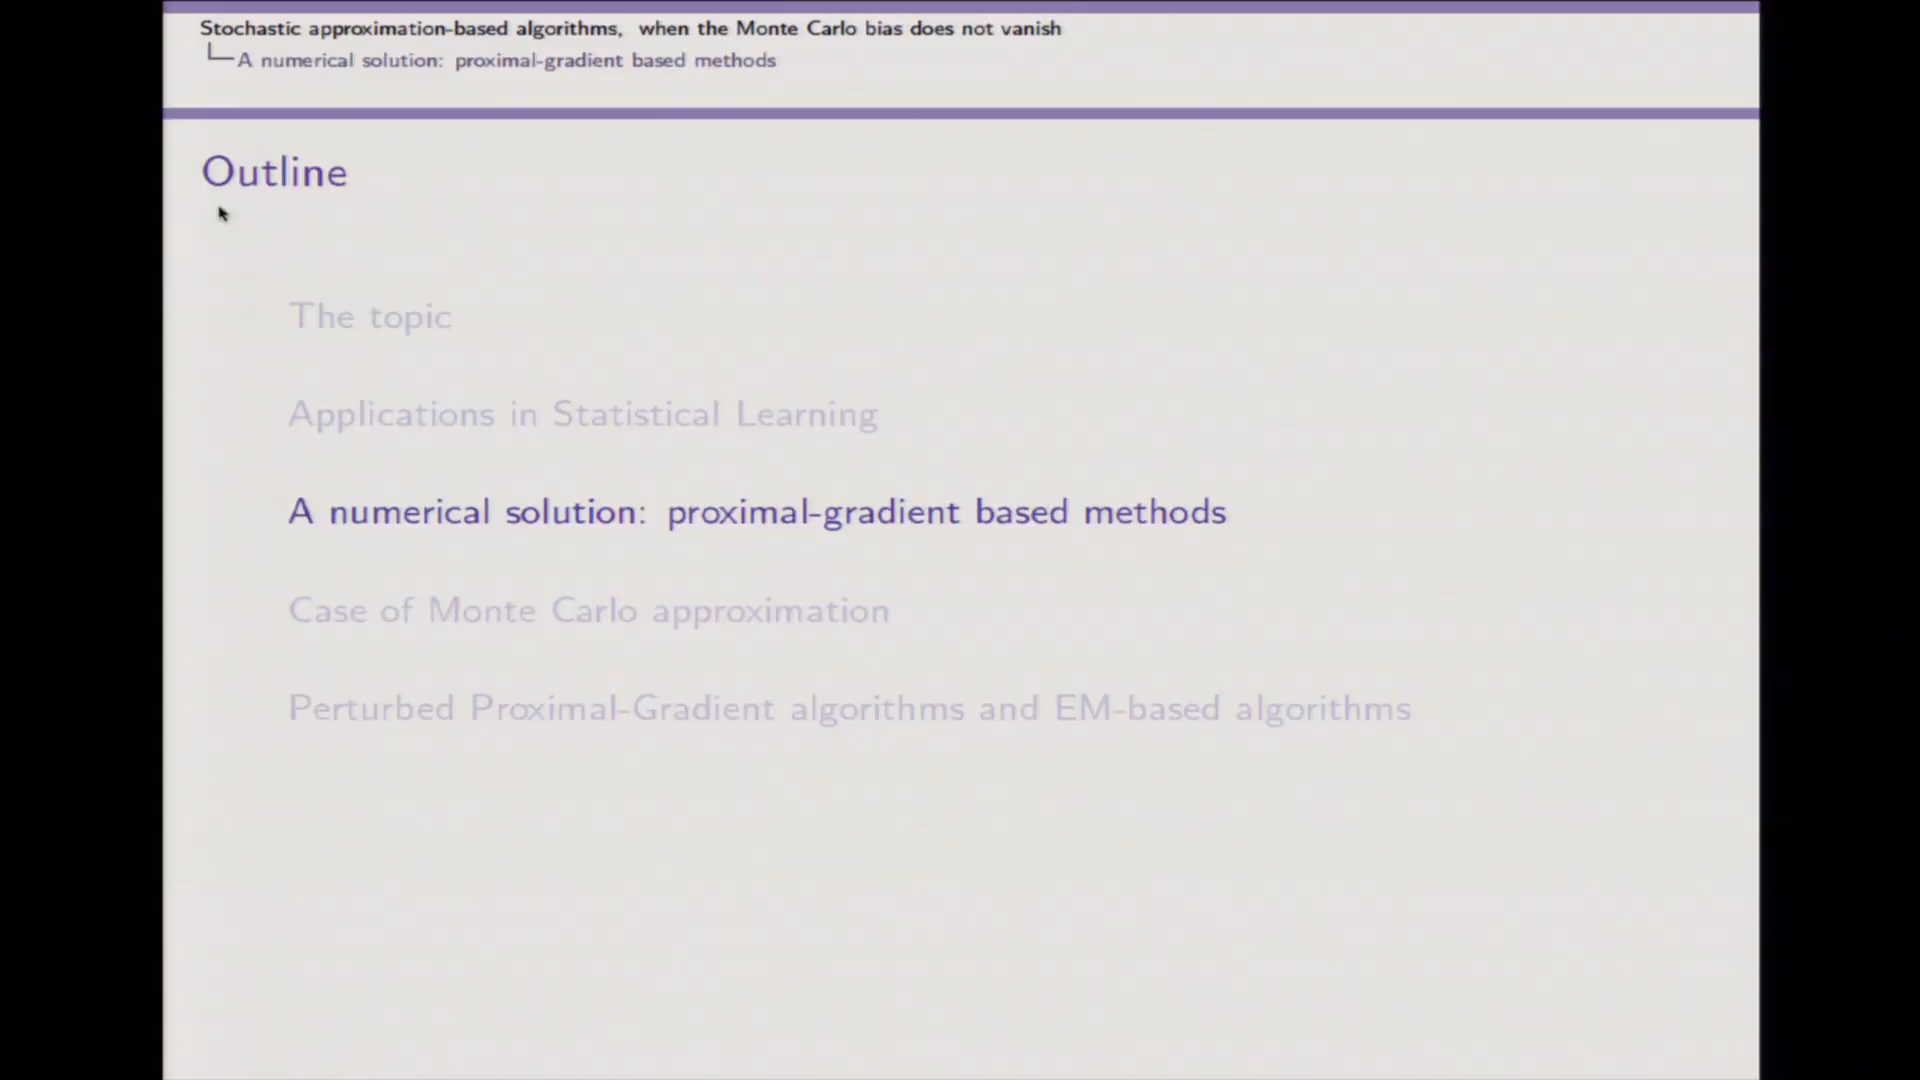 Stochastic approximation-based algorithms, when the Monte Carlo bias does not vanish
A numerical solution: proximal-gradient based methods
Outline
The topic
Applications in Statistical Learning
A numerical solution: proximal-gradient based methods
Case of Monte Carlo approximation
Perturbed Proximal-Gradient algorithms and EM-based algorithms